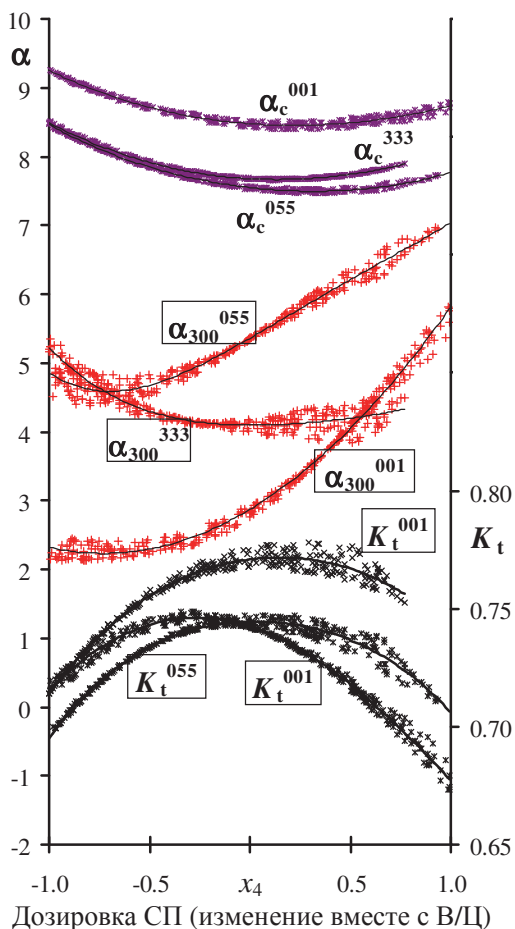 10
α
9
α_c^001
α_c^333
8
α_c^055
7
6
α_300^055
5
α_300^333
4
α_300^001
3
0.80
K_t^001
K_t
2
0.75
1
K_t^055
K_t^001
0
0.70
-1
-2
0.65
-1.0
-0.5
x_4
0.5
1.0
Дозировка СП (изменение вместе с В/Ц)